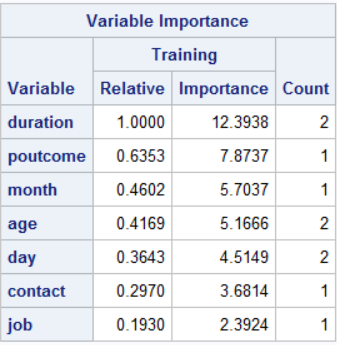 Variable Importance
Training
Variable Relative Importance Count
duration 1.0000 12.3938 2
poutcome 0.6353 7.8737 1
month 0.4602 5.7037 1
age 0.4169 5.1666 2
day 0.3643 4.5149 2
contact 0.2970 3.6814 1
job 0.1930 2.3924 1